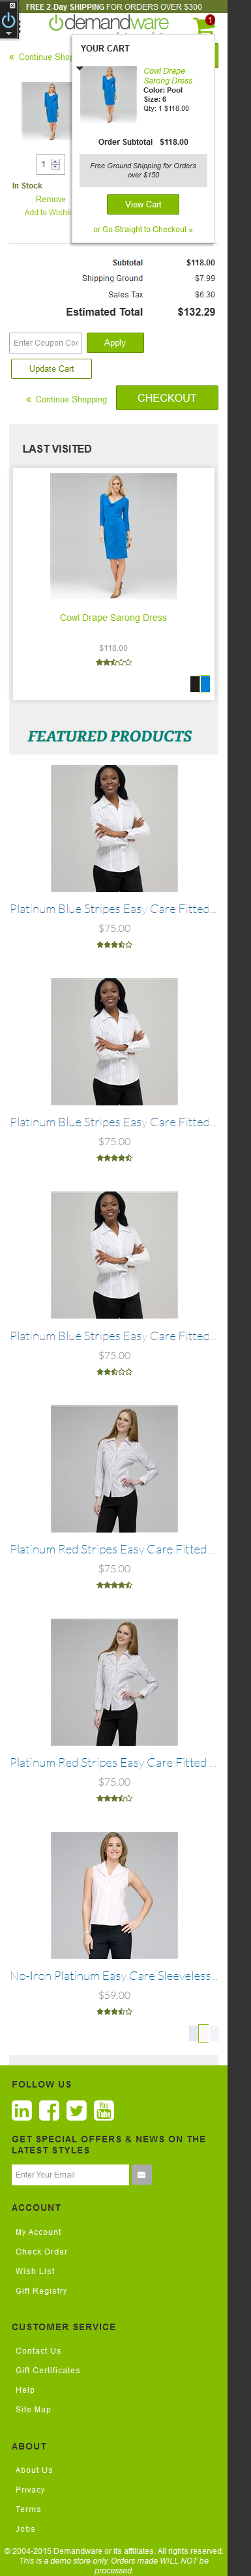 FREE 2-Day SHIPPING FOR ORDERS OVER $300
demandware
1
« Continue Shop
YOUR CART
Cowl Drape
Sarong Dress
Color: Pool
Size: 6
Qty: 1 $118.00
Order Subtotal $118.00
Free Ground Shipping for Orders
over $150
View Cart
or Go Straight to Checkout »
1
In Stock
Remove
Add to Wishli
Subtotal $118.00
Shipping Ground $7.99
Sales Tax $6.30
Estimated Total $132.29
Enter Coupon Co
Apply
Update Cart
« Continue Shopping
CHECKOUT
LAST VISITED
Cowl Drape Sarong Dress
$118.00
FEATURED PRODUCTS
Platinum Blue Stripes Easy Care Fitted...
$75.00
Platinum Blue Stripes Easy Care Fitted...
$75.00
Platinum Blue Stripes Easy Care Fitted...
$75.00
Platinum Red Stripes Easy Care Fitted ...
$75.00
Platinum Red Stripes Easy Care Fitted ...
$75.00
No-Iron Platinum Easy Care Sleeveless...
$59.00
FOLLOW US
in f You Tube
GET SPECIAL OFFERS & NEWS ON THE
LATEST STYLES
Enter Your Email
ACCOUNT
My Account
Check Order
Wish List
Gift Registry
CUSTOMER SERVICE
Contact Us
Gift Certificates
Help
Site Map
ABOUT
About Us
Privacy
Terms
Jobs
© 2004-2015 Demandware or its affiliates. All rights reserved.
This is a demo store only. Orders made WILL NOT be
processed.